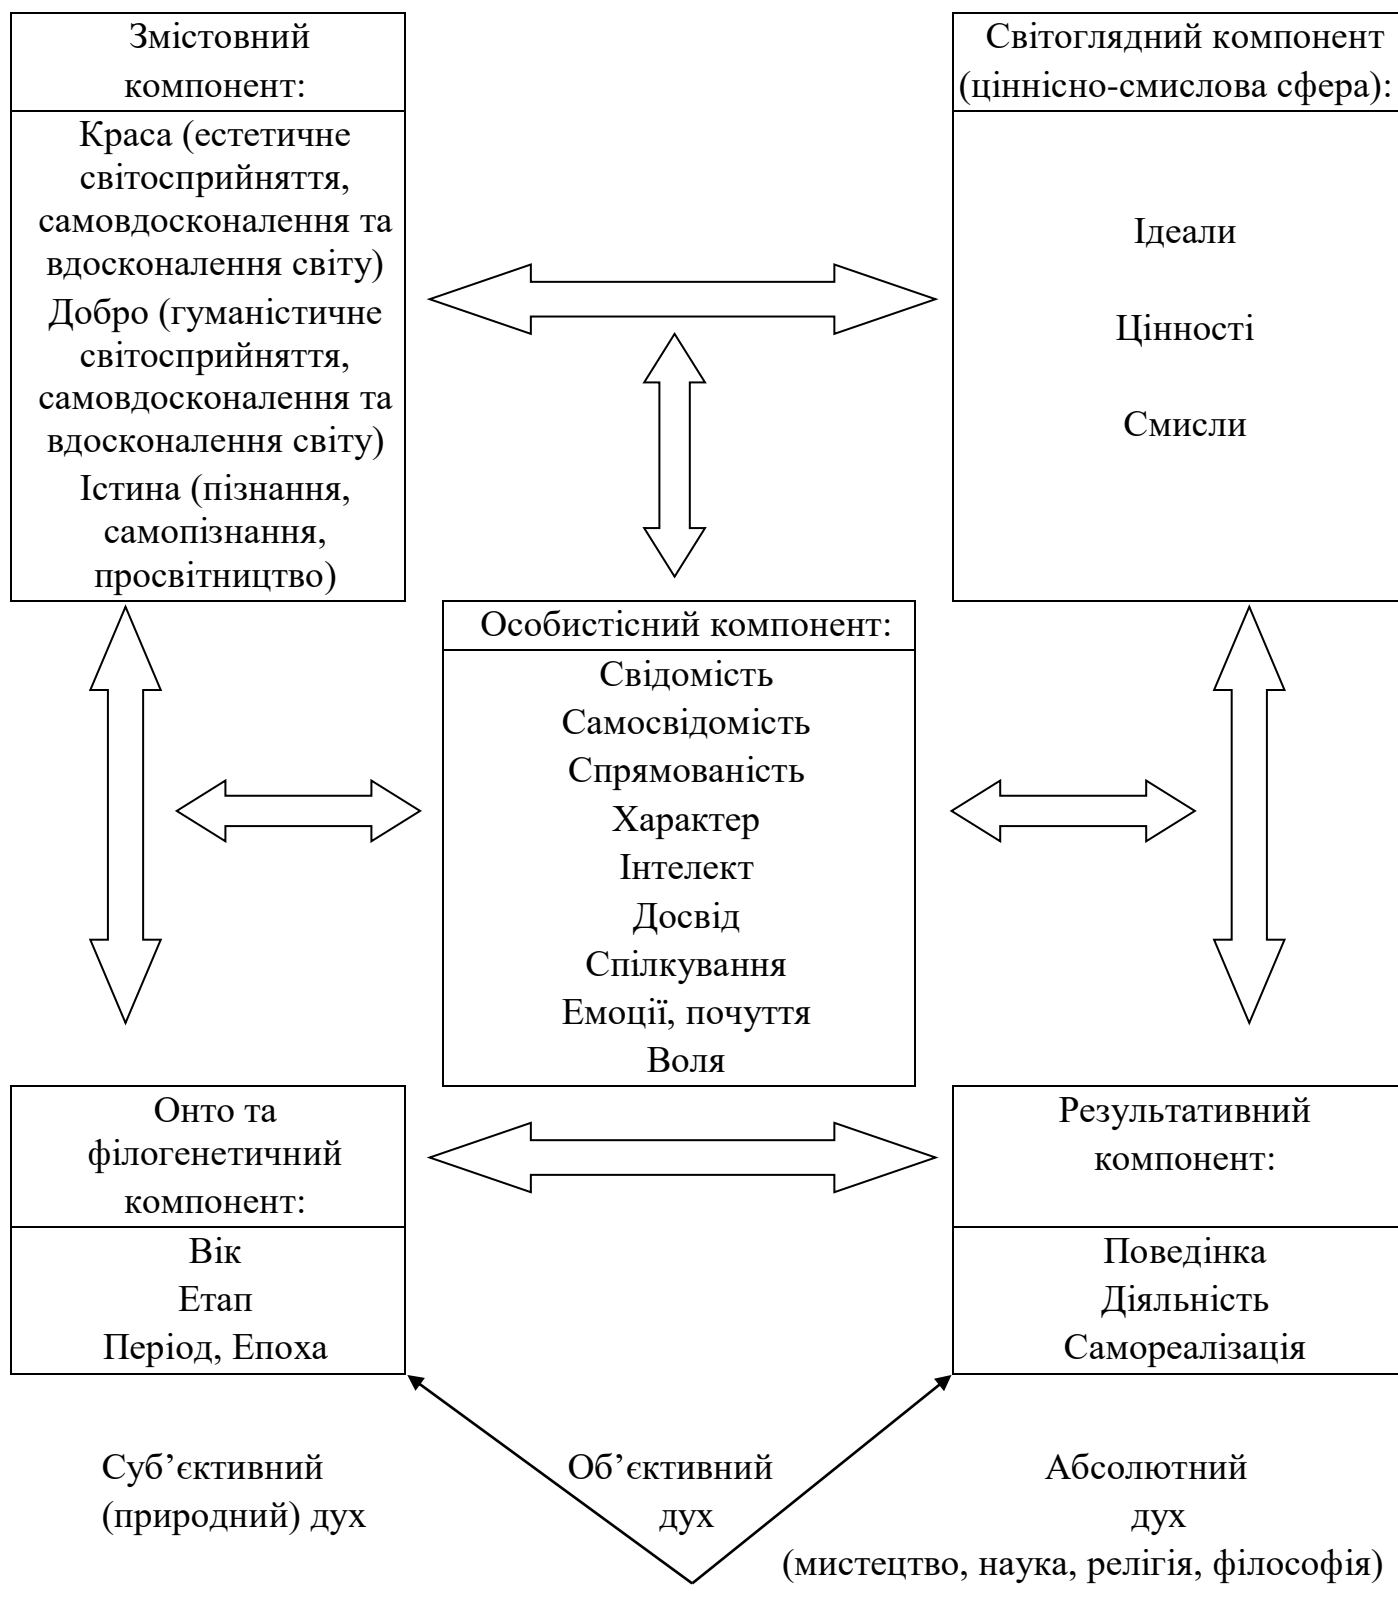 Змістовний
компонент:
Краса (естетичне
світосприйняття,
самовдосконалення та
вдосконалення світу)
Добро (гуманістичне
світосприйняття,
самовдосконалення та
вдосконалення світу)
Істина (пізнання,
самопізнання,
просвітництво)
Світоглядний компонент
(ціннісно-смислова сфера):
Ідеали
Цінності
Смисли
Особистісний компонент:
Свідомість
Самосвідомість
Спрямованість
Характер
Інтелект
Досвід
Спілкування
Емоції, почуття
Воля
Онто та
філогенетичний
компонент:
Вік
Етап
Період, Епоха
Результативний
компонент:
Поведінка
Діяльність
Самореалізація
Суб’єктивний
(природний) дух
Об’єктивний
дух
Абсолютний
дух
(мистецтво, наука, релігія, філософія)